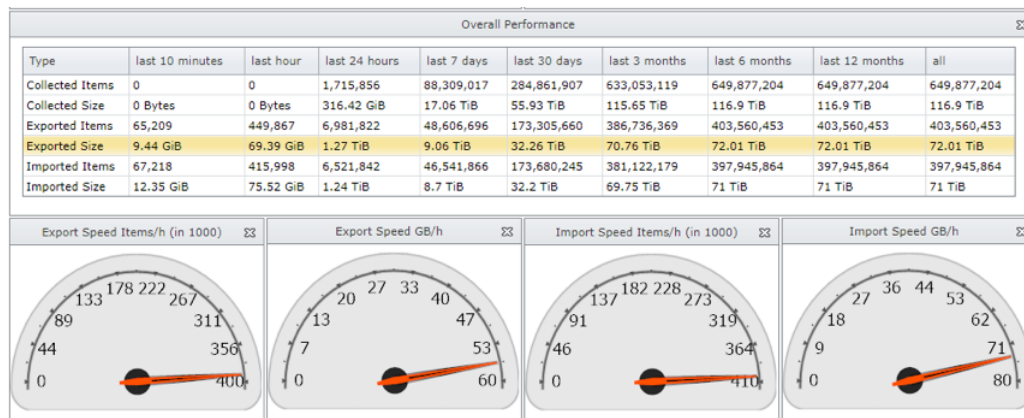 Overall Performance
Type last 10 minutes last hour last 24 hours last 7 days last 30 days last 3 months last 6 months last 12 months all
Collected Items 0 0 1,715,856 88,309,017 284,861,907 633,053,119 649,877,204 649,877,204 649,877,204
Collected Size 0 Bytes 0 Bytes 316.42 GiB 17.06 TiB 55.93 TiB 115.65 TiB 116.9 TiB 116.9 TiB 116.9 TiB
Exported Items 65,209 449,867 6,981,822 48,606,696 173,305,660 386,736,369 403,560,453 403,560,453 403,560,453
Exported Size 9.44 GiB 69.39 GiB 1.27 TiB 9.06 TiB 32.26 TiB 70.76 TiB 72.01 TiB 72.01 TiB 72.01 TiB
Imported Items 67,218 415,998 6,521,842 46,541,866 173,680,245 381,122,179 397,945,864 397,945,864 397,945,864
Imported Size 12.35 GiB 75.52 GiB 1.24 TiB 8.7 TiB 32.2 TiB 69.75 TiB 71 TiB 71 TiB 71 TiB
Export Speed Items/h (in 1000)
0 44 89 133 178 222 267 311 356 400
Export Speed GB/h
0 7 13 20 27 33 40 47 53 60
Import Speed Items/h (in 1000)
0 46 91 137 182 228 273 319 364 410
Import Speed GB/h
0 9 18 27 36 44 53 62 71 80